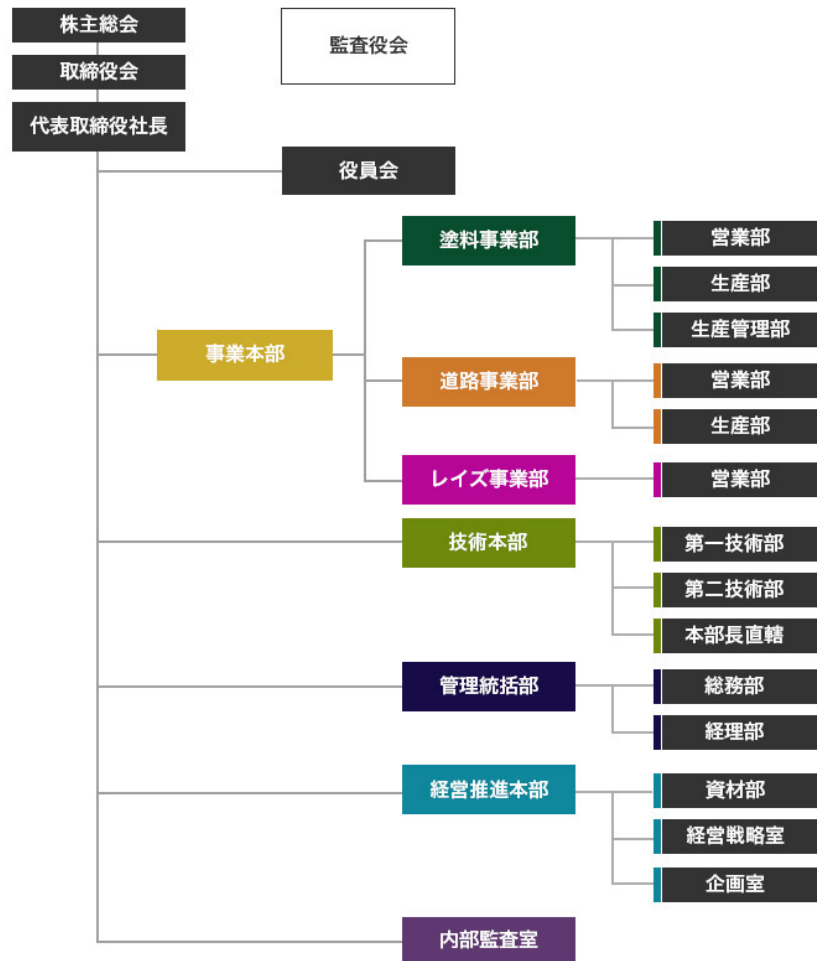 株主総会
監査役会
取締役会
代表取締役社長
役員会
塗料事業部
営業部
生産部
生産管理部
事業本部
道路事業部
営業部
生産部
レイズ事業部
営業部
技術本部
第一技術部
第二技術部
本部長直轄
管理統括部
総務部
経理部
経営推進本部
資材部
経営戦略室
企画室
内部監査室